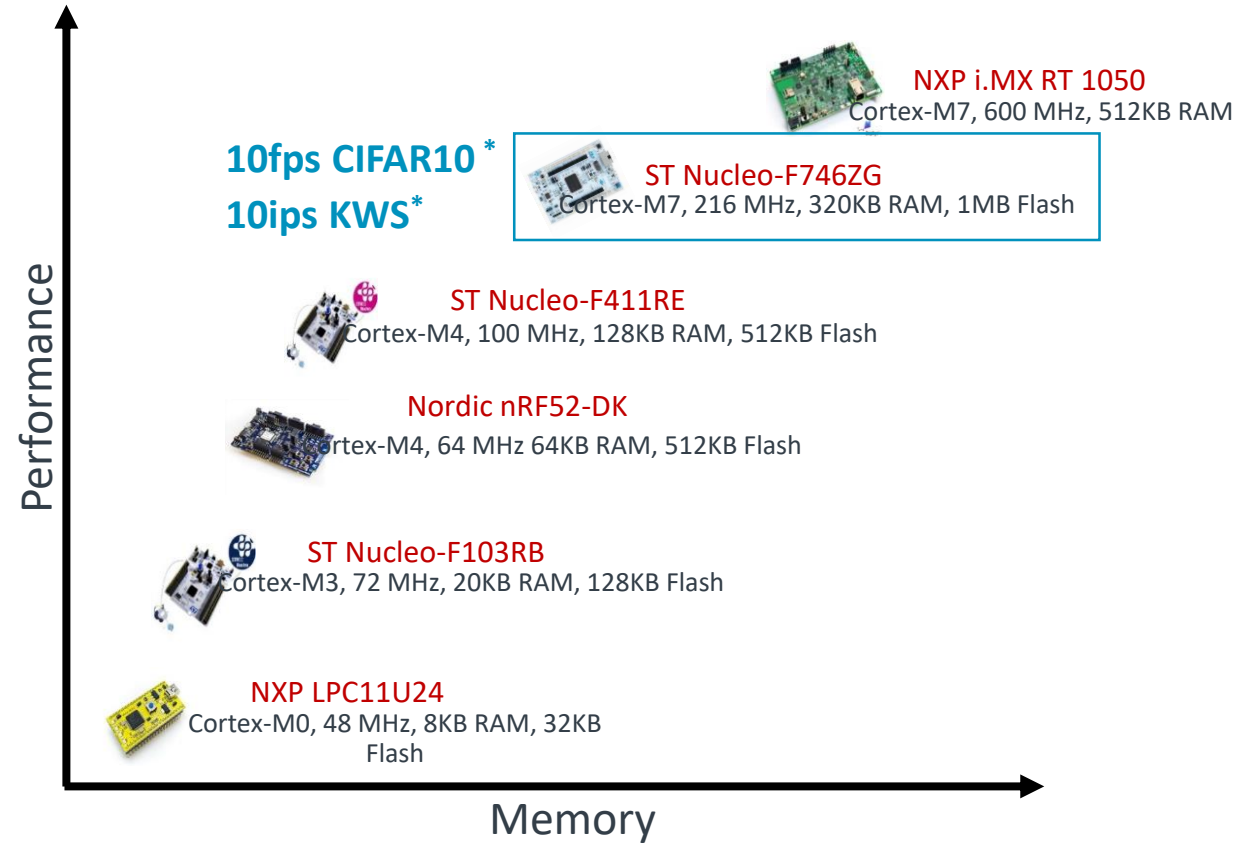 NXP i.MX RT 1050
Cortex-M7, 600 MHz, 512KB RAM
10fps CIFAR10 *
10ips KWS*
ST Nucleo-F746ZG
Cortex-M7, 216 MHz, 320KB RAM, 1MB Flash
ST Nucleo-F411RE
Cortex-M4, 100 MHz, 128KB RAM, 512KB Flash
Nordic nRF52-DK
ortex-M4, 64 MHz 64KB RAM, 512KB Flash
ST Nucleo-F103RB
Cortex-M3, 72 MHz, 20KB RAM, 128KB Flash
NXP LPC11U24
Cortex-M0, 48 MHz, 8KB RAM, 32KB
Flash
Performance
Memory